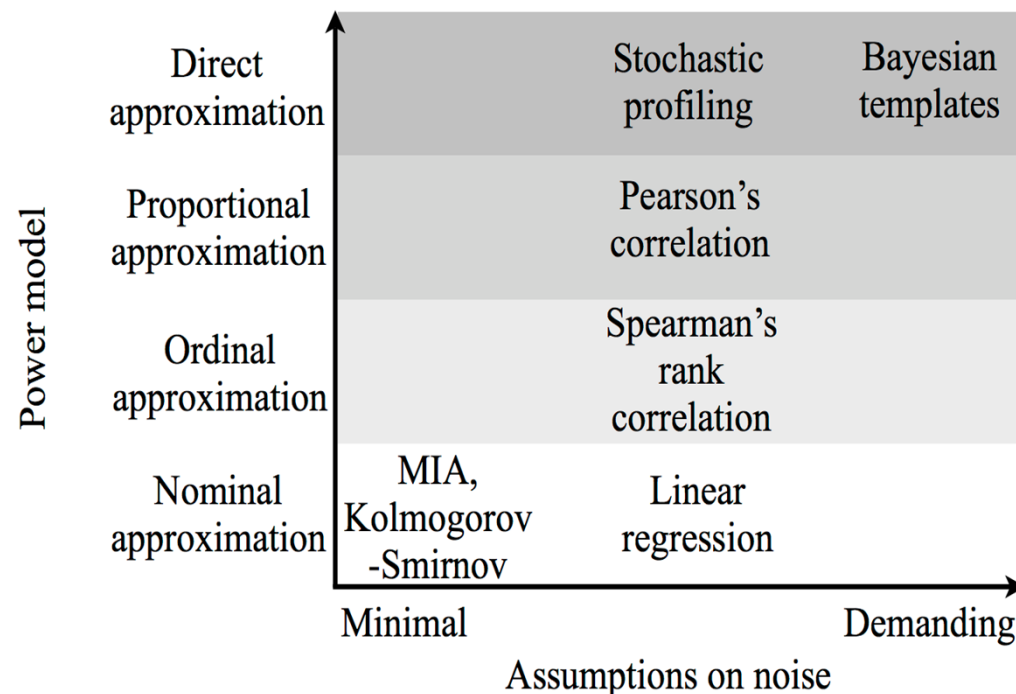 Power model
Direct
approximation
Stochastic
profiling
Bayesian
templates
Proportional
approximation
Pearson’s
correlation
Ordinal
approximation
Spearman’s
rank
correlation
Nominal
approximation
MIA,
Kolmogorov
-Smirnov
Linear
regression
Minimal
Demanding
Assumptions on noise